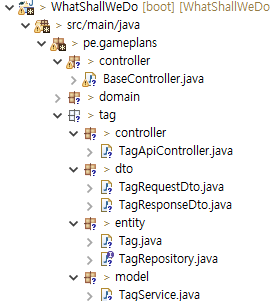 > WhatShallWeDo [boot] [WhatShallWeDo]
> src/main/java
> pe.gameplans
> controller
> BaseController.java
> domain
> tag
> controller
> TagApiController.java
> dto
> TagRequestDto.java
> TagResponseDto.java
> entity
> Tag.java
> TagRepository.java
> model
> TagService.java